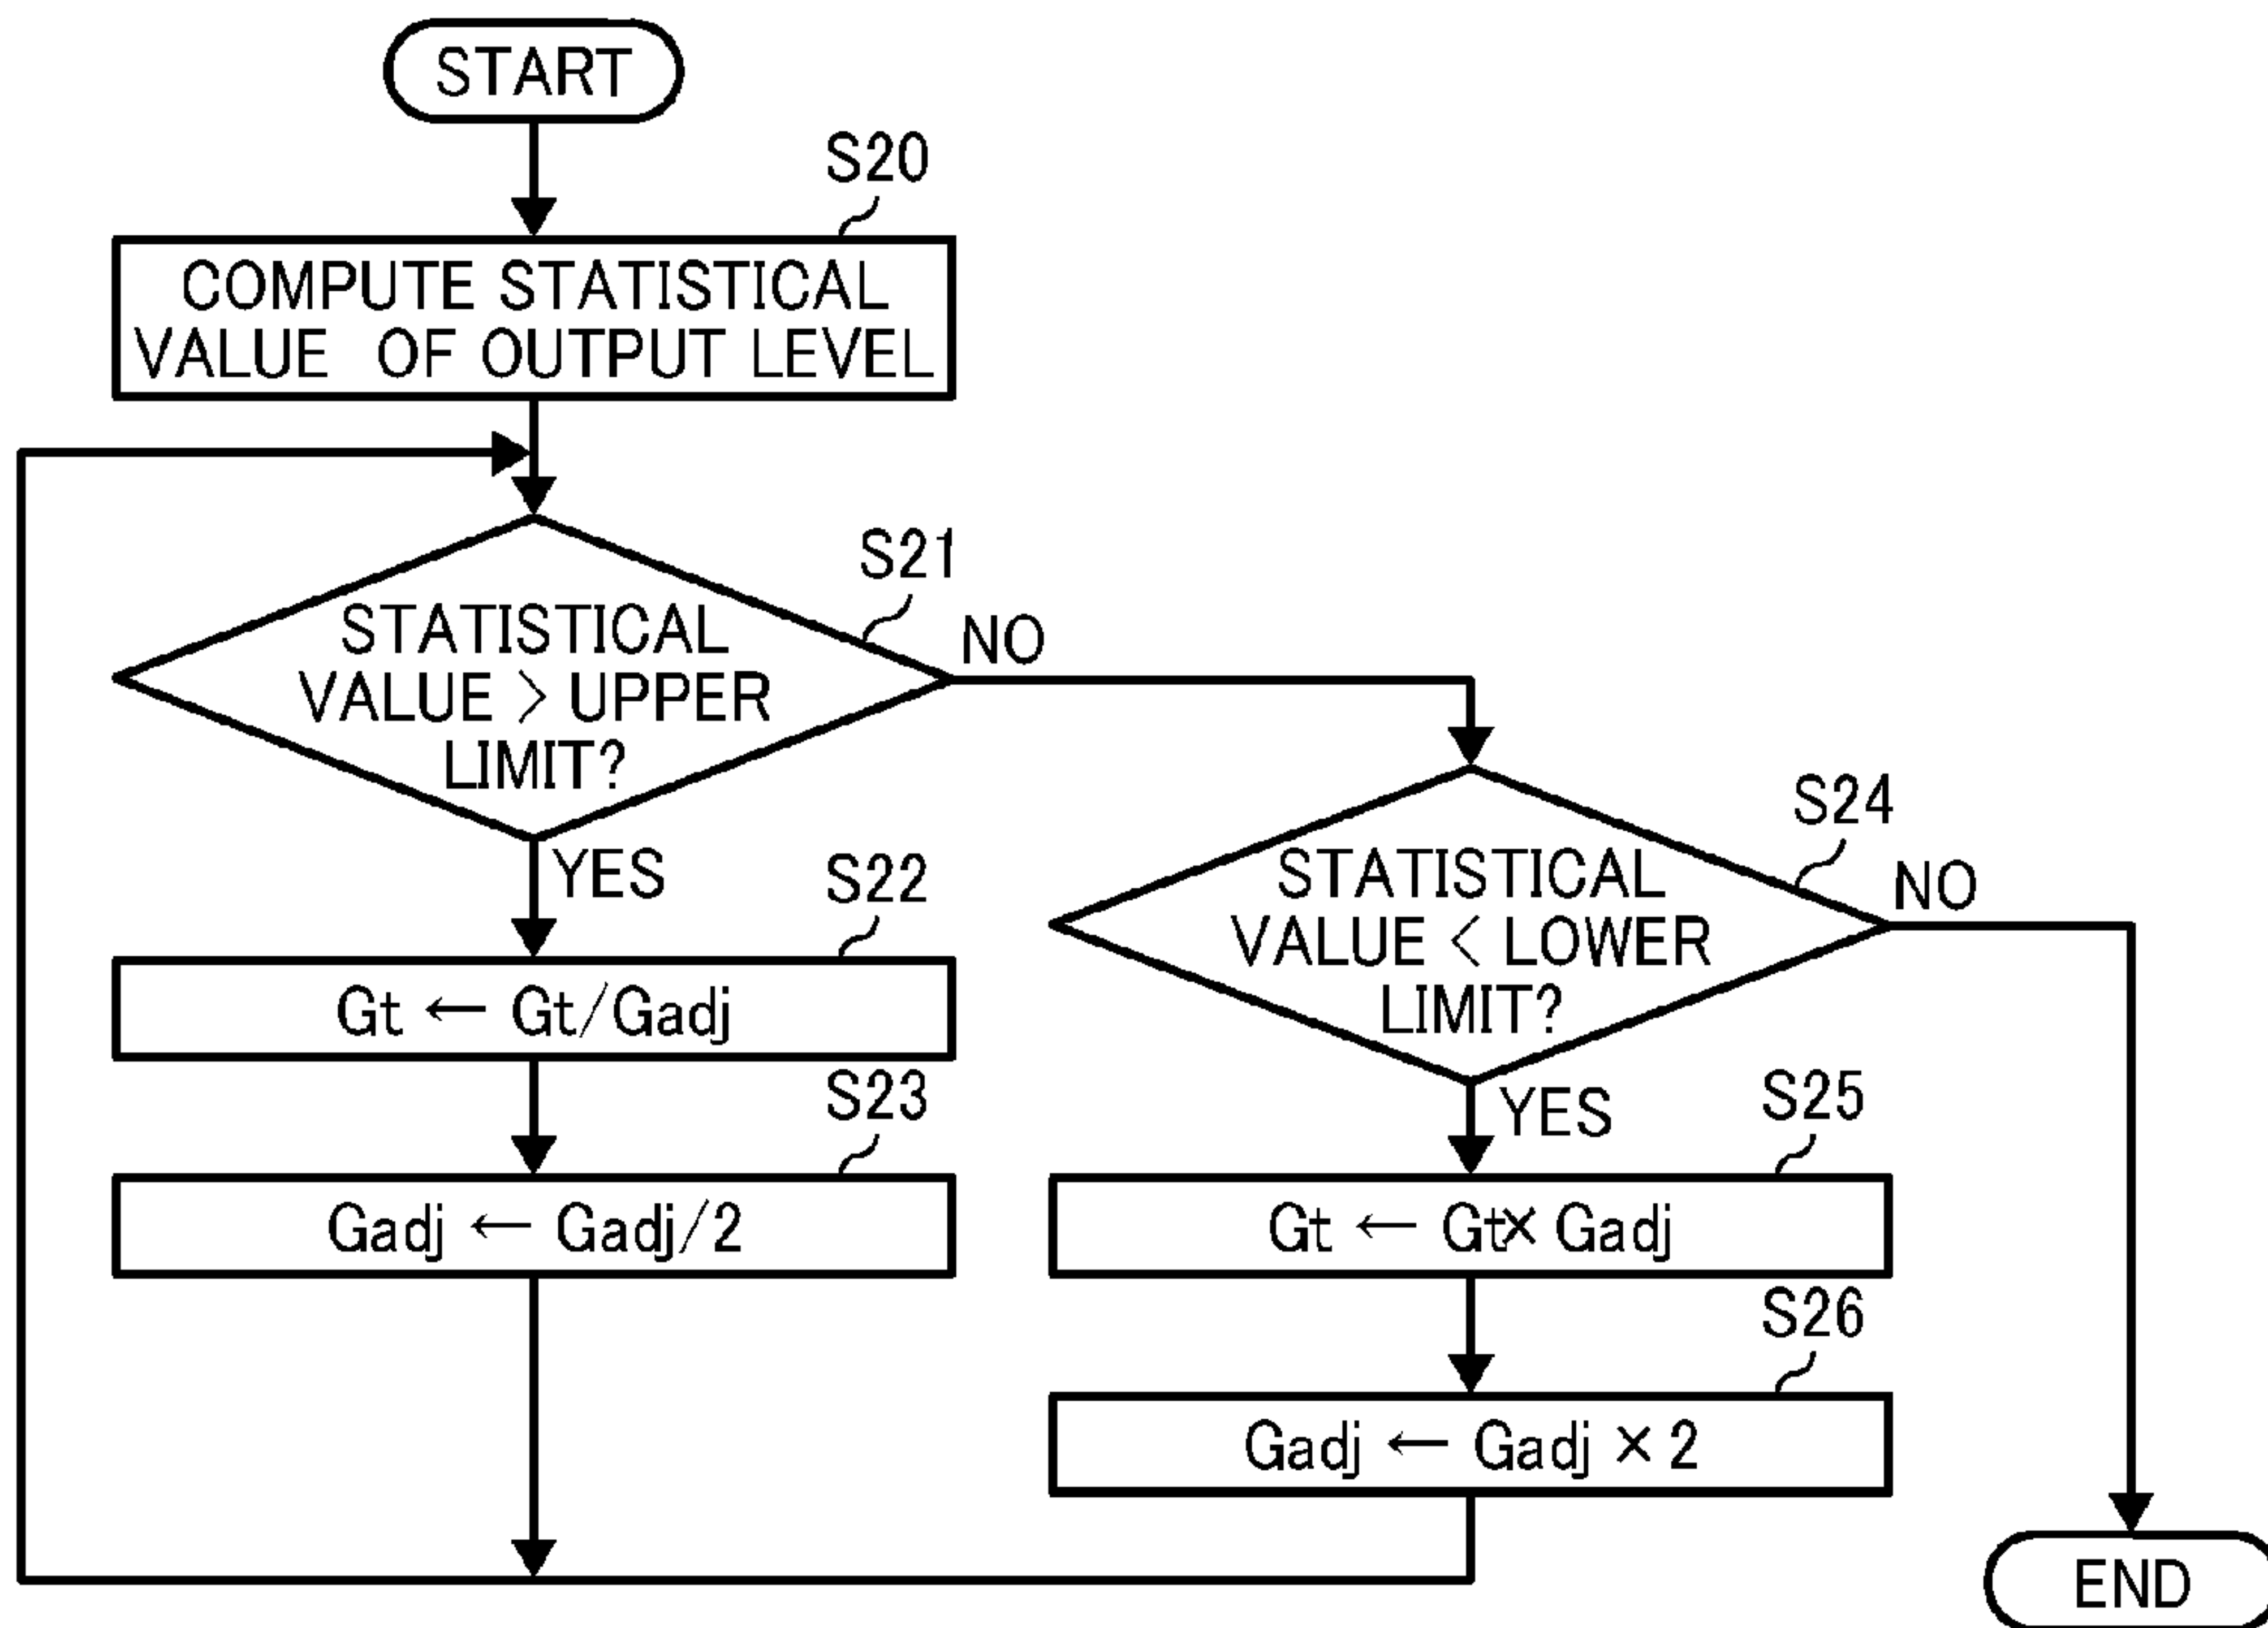 START
S20
COMPUTE STATISTICAL
VALUE OF OUTPUT LEVEL
S21
STATISTICAL
VALUE > UPPER
LIMIT?
NO
YES
S22
Gt ← Gt/Gadj
S23
Gadj ← Gadj/2
S24
STATISTICAL
VALUE < LOWER
LIMIT?
NO
YES
S25
Gt ← Gt× Gadj
S26
Gadj ← Gadj × 2
END